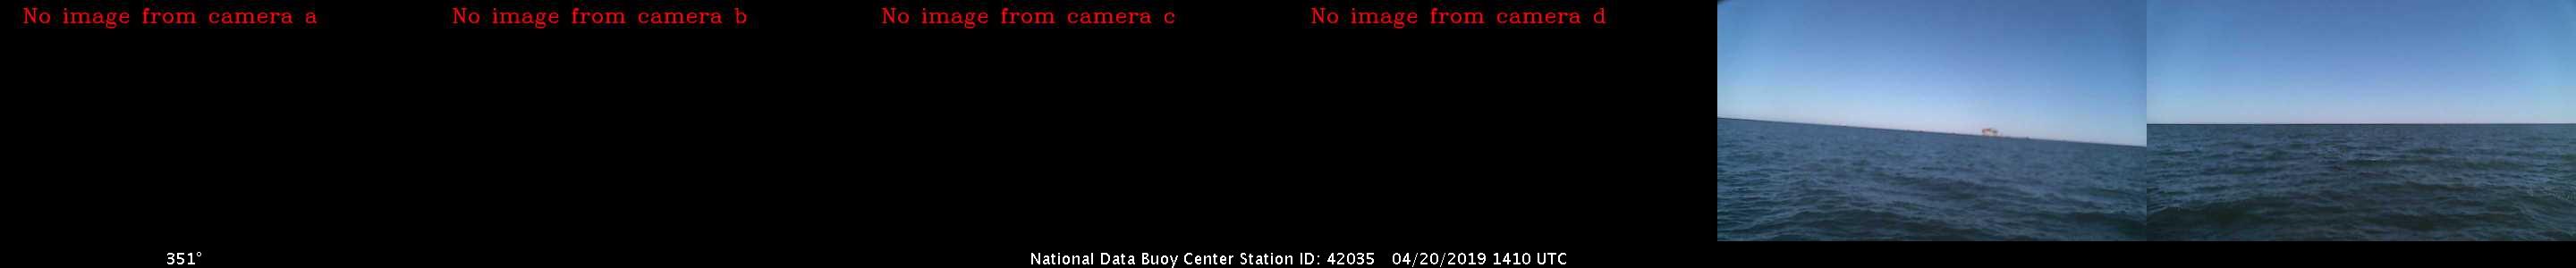 No image from camera a
No image from camera b
No image from camera c
No image from camera d
351°
National Data Buoy Center Station ID: 42035 04/20/2019 1410 UTC